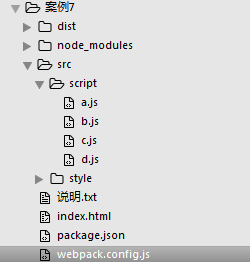 案例7
dist
node_modules
src
script
a.js
b.js
c.js
d.js
style
说明.txt
index.html
package.json
webpack.config.js